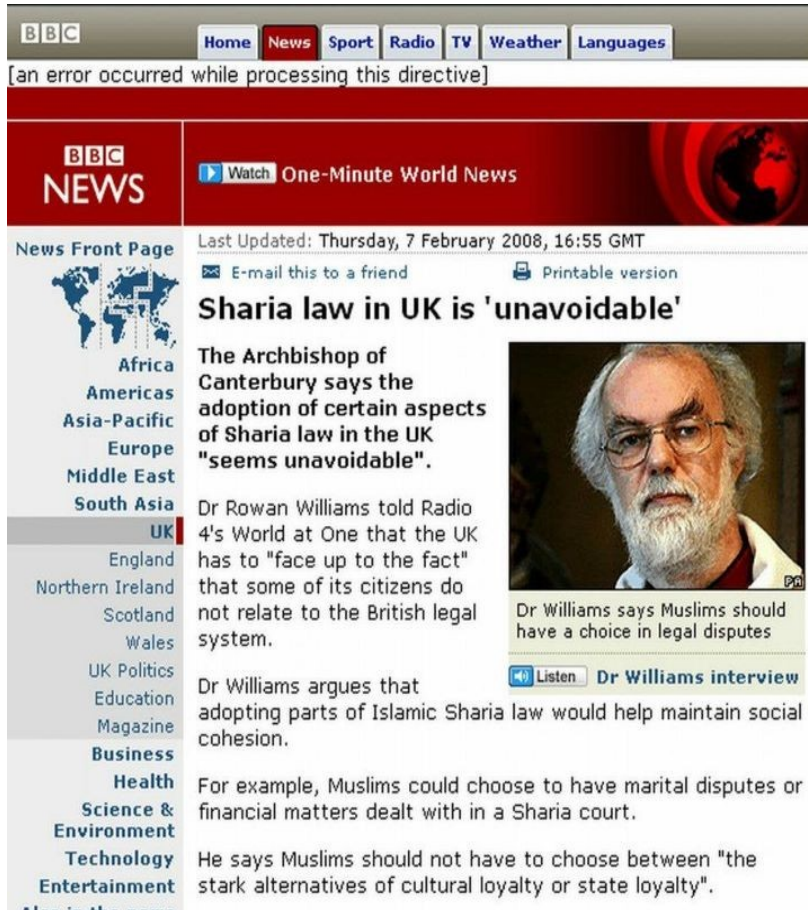 BBC
Home News Sport Radio TV Weather Languages
[an error occurred while processing this directive]
BBC
NEWS
Watch One-Minute World News
News Front Page
Africa
Americas
Asia-Pacific
Europe
Middle East
South Asia
UK
England
Northern Ireland
Scotland
Wales
UK Politics
Education
Magazine
Business
Health
Science &
Environment
Technology
Entertainment
Last Updated: Thursday, 7 February 2008, 16:55 GMT
E-mail this to a friend Printable version
Sharia law in UK is 'unavoidable'
The Archbishop of
Canterbury says the
adoption of certain aspects
of Sharia law in the UK
"seems unavoidable".
PA
Dr Williams says Muslims should
have a choice in legal disputes
Listen Dr Williams interview
Dr Rowan Williams told Radio
4's World at One that the UK
has to "face up to the fact"
that some of its citizens do
not relate to the British legal
system.
Dr Williams argues that
adopting parts of Islamic Sharia law would help maintain social
cohesion.
For example, Muslims could choose to have marital disputes or
financial matters dealt with in a Sharia court.
He says Muslims should not have to choose between "the
stark alternatives of cultural loyalty or state loyalty".